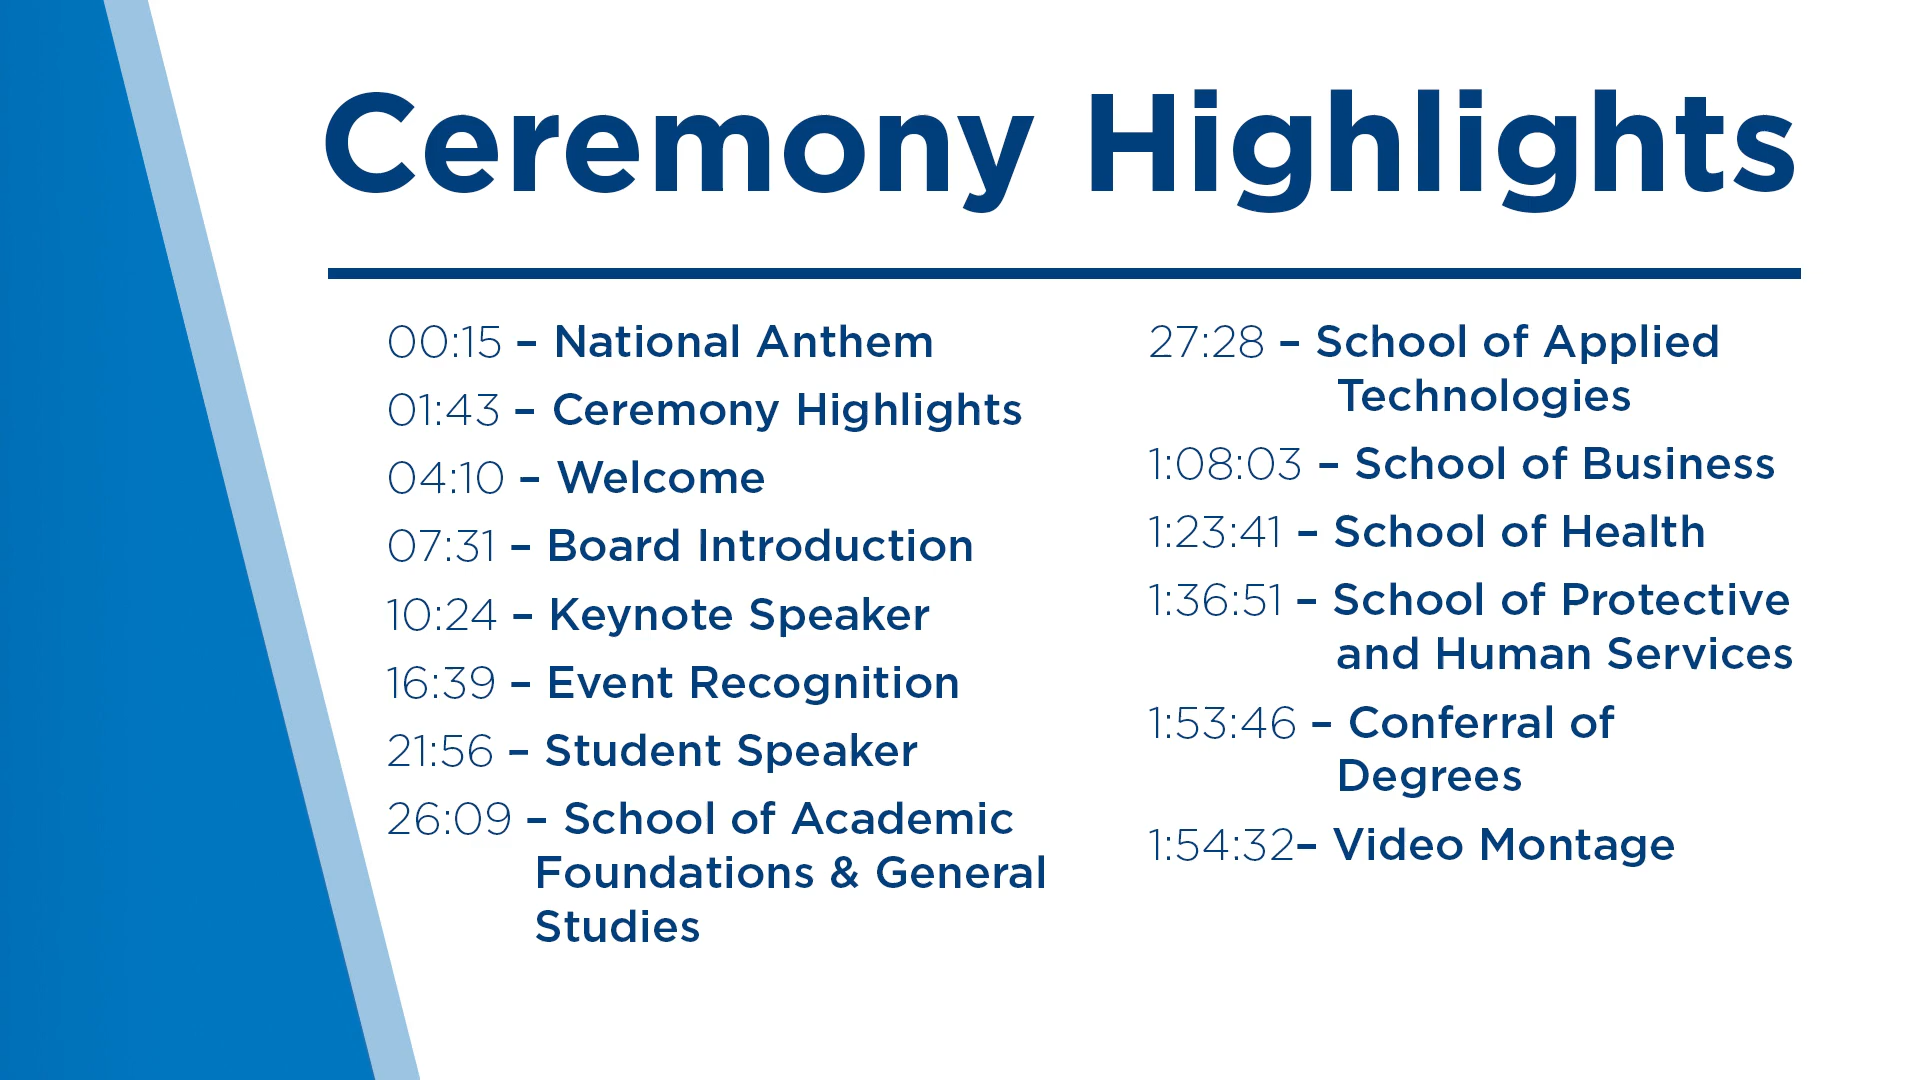 Ceremony Highlights
00:15 – National Anthem
01:43 – Ceremony Highlights
04:10 – Welcome
07:31 – Board Introduction
10:24 – Keynote Speaker
16:39 – Event Recognition
21:56 – Student Speaker
26:09 – School of Academic
Foundations & General
Studies
27:28 – School of Applied
Technologies
1:08:03 – School of Business
1:23:41 – School of Health
1:36:51 – School of Protective
and Human Services
1:53:46 – Conferral of
Degrees
1:54:32– Video Montage